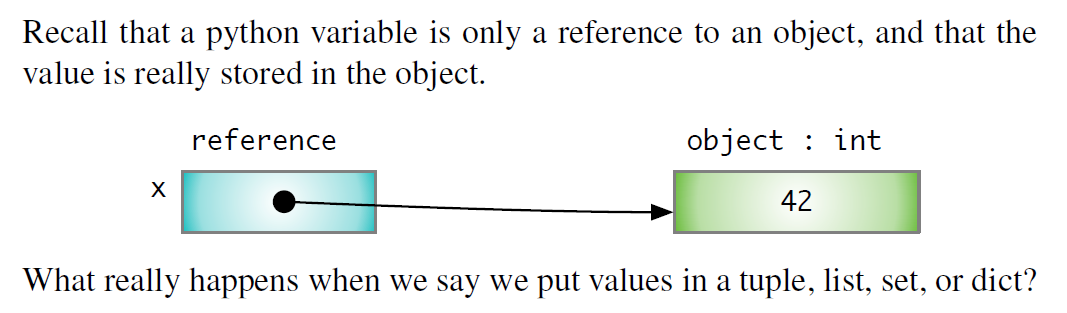 Recall that a python variable is only a reference to an object, and that the
value is really stored in the object.
reference object : int
x 42
What really happens when we say we put values in a tuple, list, set, or dict?